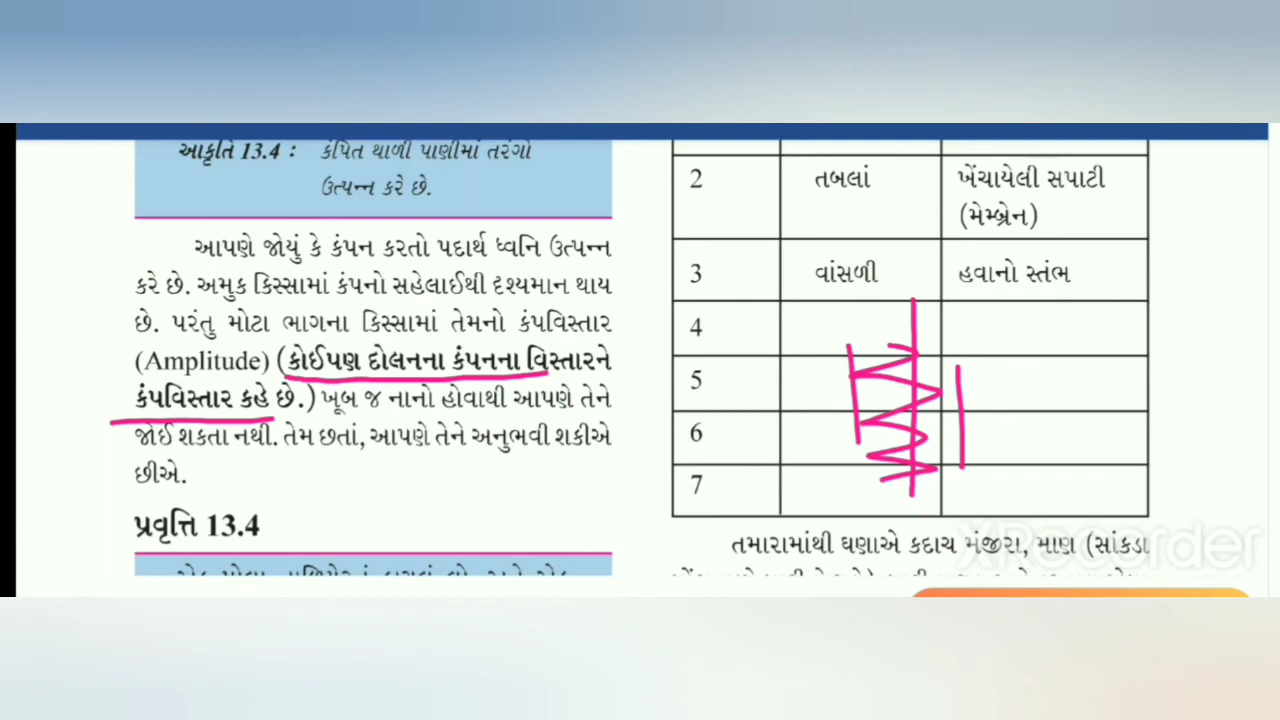 આકૃતિ 13.4 : કંપિત થાળી પાણીમાં તરંગો
ઉત્પન્ન કરે છે.
આપણે જોયું કે કંપન કરતો પદાર્થ ધ્વનિ ઉત્પન્ન
કરે છે. અમુક કિસ્સામાં કંપનો સહેલાઈથી દૃશ્યમાન થાય
છે. પરંતુ મોટા ભાગના કિસ્સામાં તેમનો કંપવિસ્તાર
(Amplitude) (કોઈપણ દોલનના કંપનના વિસ્તારને
કંપવિસ્તાર કહે છે.) ખૂબ જ નાનો હોવાથી આપણે તેને
જોઈ શકતા નથી. તેમ છતાં, આપણે તેને અનુભવી શકીએ
છીએ.
પ્રવૃત્તિ 13.4
2 તબલાં ખેંચાયેલી સપાટી
(મેમ્બ્રેન)
3 વાંસળી હવાનો સ્તંભ
4
5
6
7
તમારામાંથી ઘણાએ કદાચ મંજીરા, માણ (સાંકડા
XRecorder